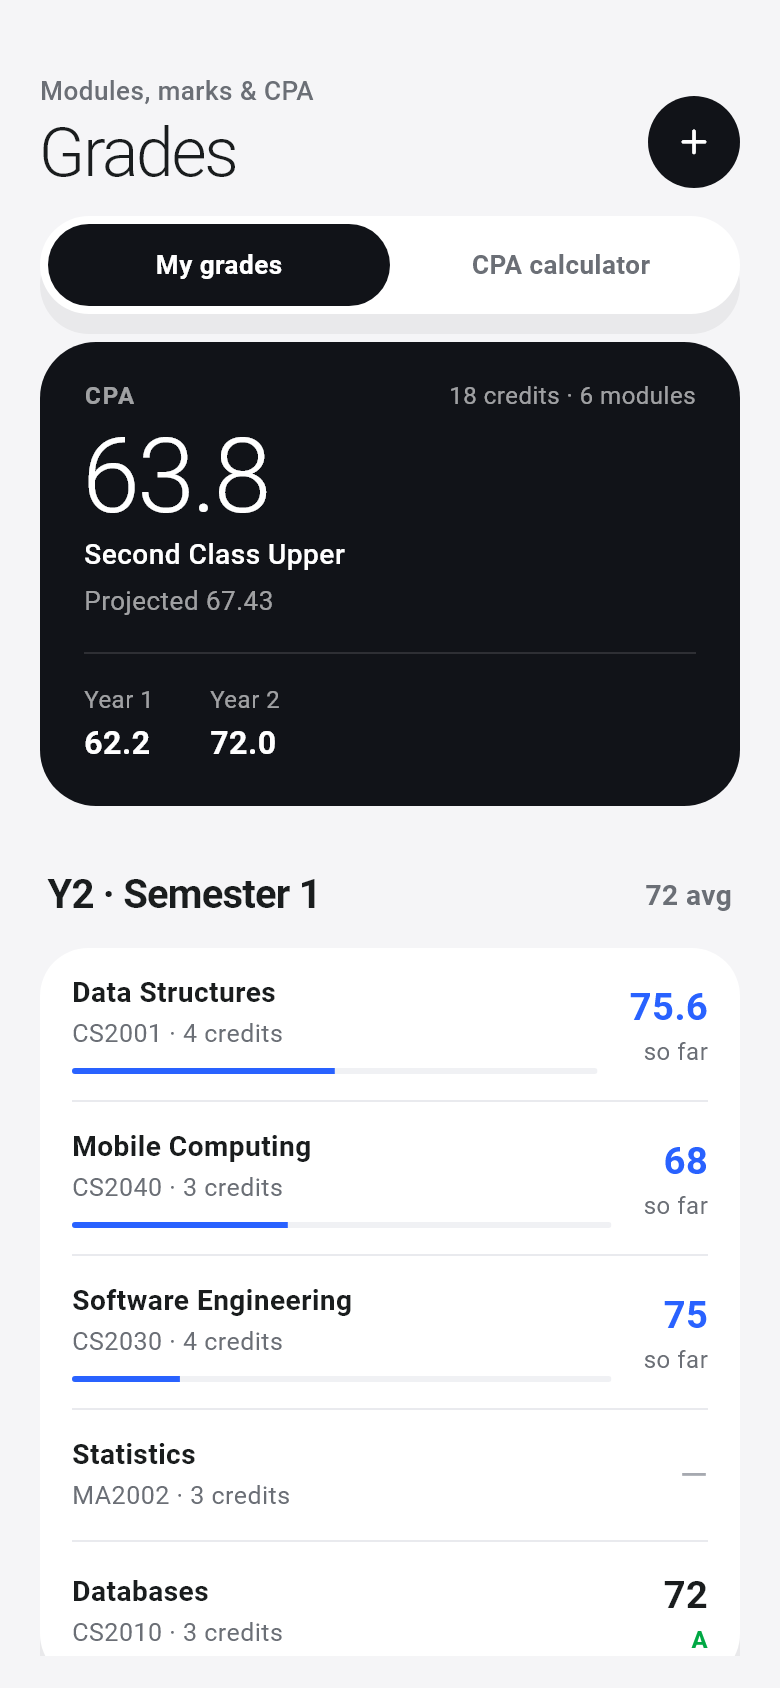 Modules, marks & CPA
Grades
+
My grades
CPA calculator
CPA
18 credits · 6 modules
63.8
Second Class Upper
Projected 67.43
Year 1
Year 2
62.2
72.0
Y2 · Semester 1
72 avg
Data Structures
75.6
CS2001 · 4 credits
so far
Mobile Computing
68
CS2040 · 3 credits
so far
Software Engineering
75
CS2030 · 4 credits
so far
Statistics
—
MA2002 · 3 credits
Databases
72
CS2010 · 3 credits
A